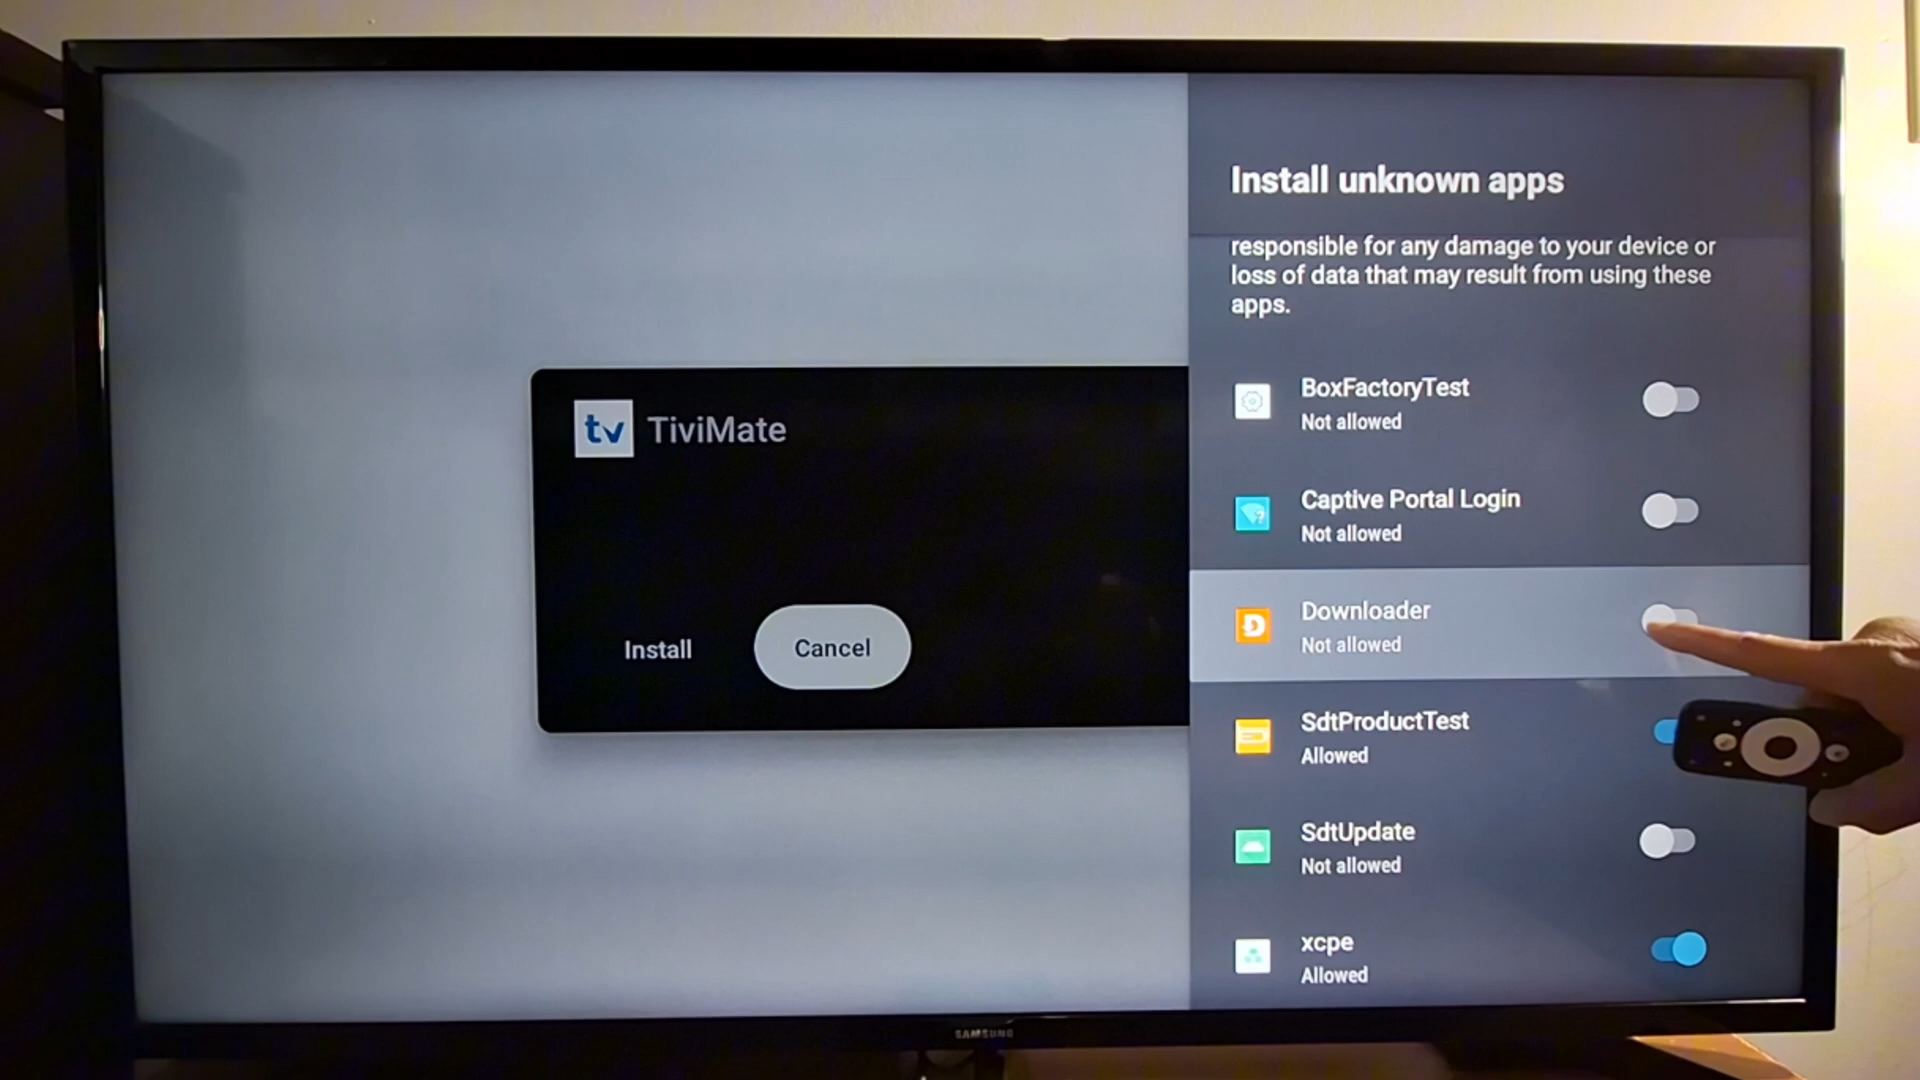 tv TiviMate
Install
Cancel
Install unknown apps
responsible for any damage to your device or
loss of data that may result from using these
apps.
BoxFactoryTest
Not allowed
Captive Portal Login
Not allowed
Downloader
Not allowed
SdtProductTest
Allowed
SdtUpdate
Not allowed
xcpe
Allowed
SAMSUNG